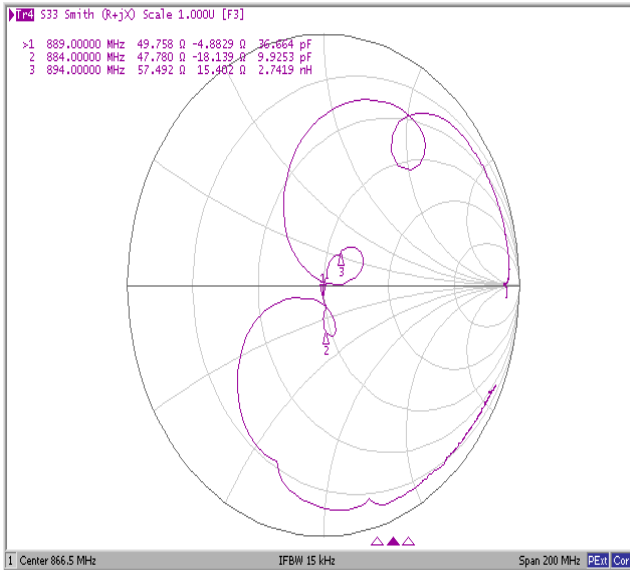 Tr4 S33 Smith (R+jX) Scale 1.000U [F3]
>1 889.00000 MHz 49.758 Ω -4.8829 Ω 36.664 pF
2 884.00000 MHz 47.780 Ω -18.139 Ω 9.9253 pF
3 894.00000 MHz 57.492 Ω 15.402 Ω 2.7419 nH
1
3
2
1 Center 866.5 MHz IFBW 15 kHz Span 200 MHz PExt Cor